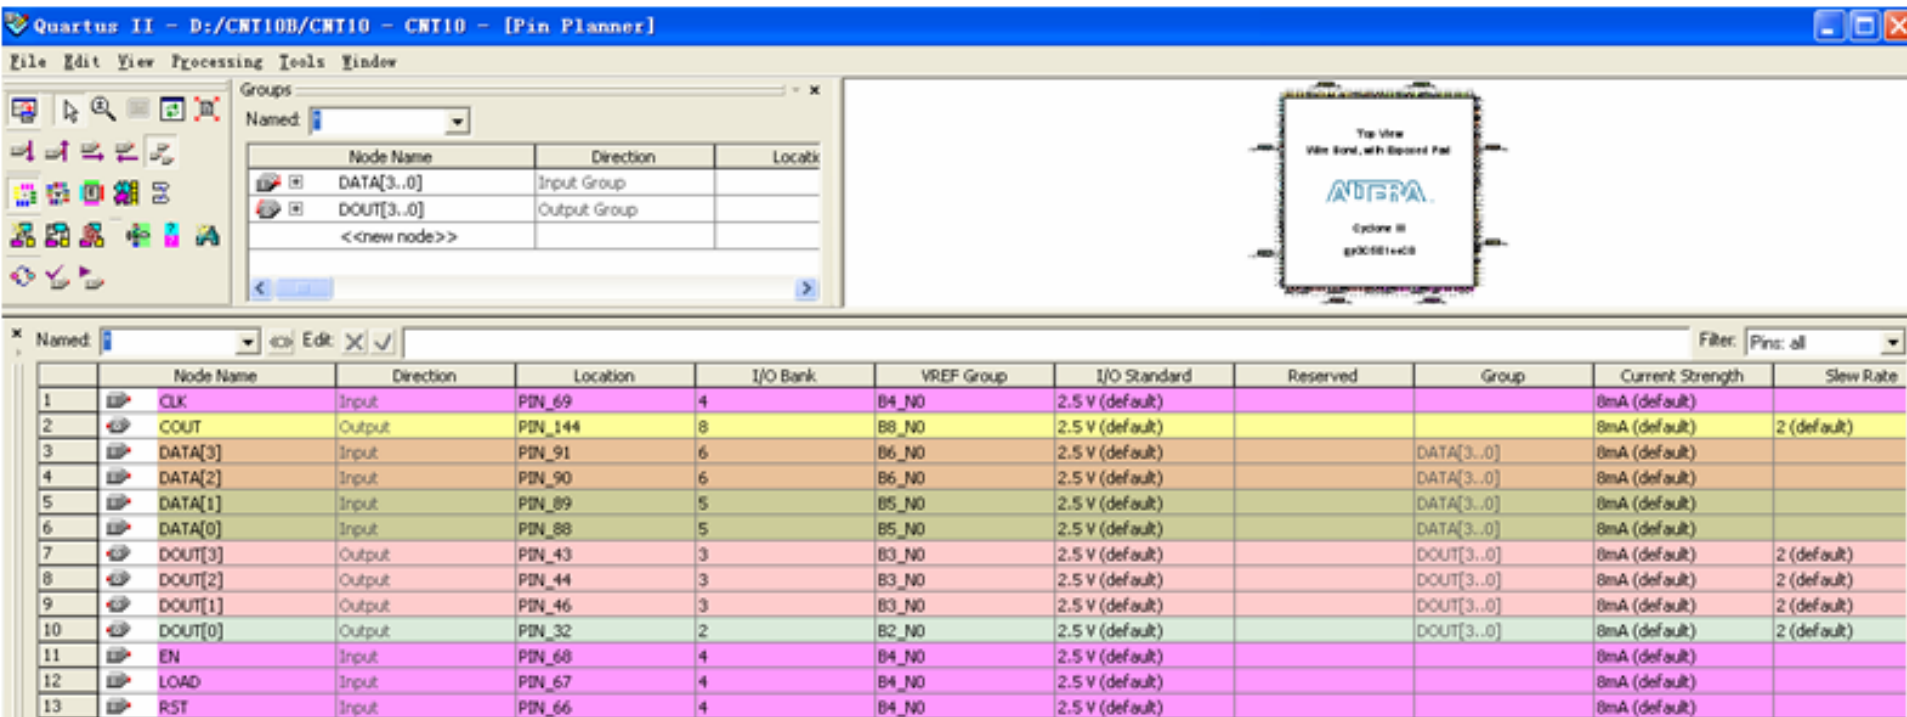 Quartus II - D:/CNT10B/CNT10 - CNT10 - [Pin Planner]
File Edit View Processing Tools Window
Groups
Named: *
Node Name Direction Locatic
DATA[3..0] Input Group
DOUT[3..0] Output Group
<<new node>>
Top View
Wire Bond, with Exposed Pad
ALTERA
Cyclone III
Named: * Edit: Filter: Pins: all
Node Name Direction Location I/O Bank VREF Group I/O Standard Reserved Group Current Strength Slew Rate
1 CLK Input PIN_69 4 B4_N0 2.5 V (default) 8mA (default)
2 COUT Output PIN_144 8 B8_N0 2.5 V (default) 8mA (default) 2 (default)
3 DATA[3] Input PIN_91 6 B6_N0 2.5 V (default) DATA[3..0] 8mA (default)
4 DATA[2] Input PIN_90 6 B6_N0 2.5 V (default) DATA[3..0] 8mA (default)
5 DATA[1] Input PIN_89 5 B5_N0 2.5 V (default) DATA[3..0] 8mA (default)
6 DATA[0] Input PIN_88 5 B5_N0 2.5 V (default) DATA[3..0] 8mA (default)
7 DOUT[3] Output PIN_43 3 B3_N0 2.5 V (default) DOUT[3..0] 8mA (default) 2 (default)
8 DOUT[2] Output PIN_44 3 B3_N0 2.5 V (default) DOUT[3..0] 8mA (default) 2 (default)
9 DOUT[1] Output PIN_46 3 B3_N0 2.5 V (default) DOUT[3..0] 8mA (default) 2 (default)
10 DOUT[0] Output PIN_32 2 B2_N0 2.5 V (default) DOUT[3..0] 8mA (default) 2 (default)
11 EN Input PIN_68 4 B4_N0 2.5 V (default) 8mA (default)
12 LOAD Input PIN_67 4 B4_N0 2.5 V (default) 8mA (default)
13 RST Input PIN_66 4 B4_N0 2.5 V (default) 8mA (default)